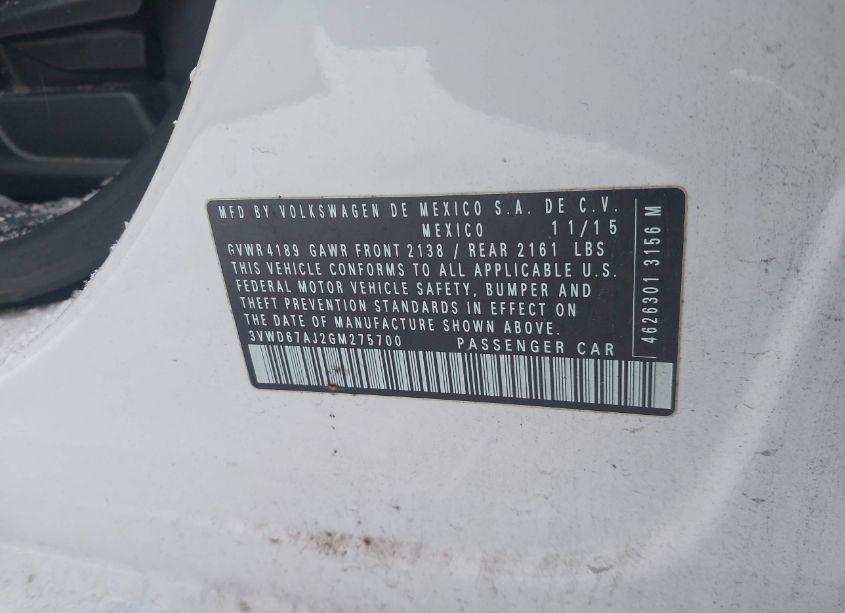 MFD BY VOLKSWAGEN DE MEXICO S.A. DE C.V.
MEXICO 11/15
GVWR 4189 GAWR FRONT 2138 / REAR 2161 LBS
THIS VEHICLE CONFORMS TO ALL APPLICABLE U.S.
FEDERAL MOTOR VEHICLE SAFETY, BUMPER AND
THEFT PREVENTION STANDARDS IN EFFECT ON
THE DATE OF MANUFACTURE SHOWN ABOVE.
3VWD67AJ2GM275700 PASSENGER CAR
4626301 3156 M